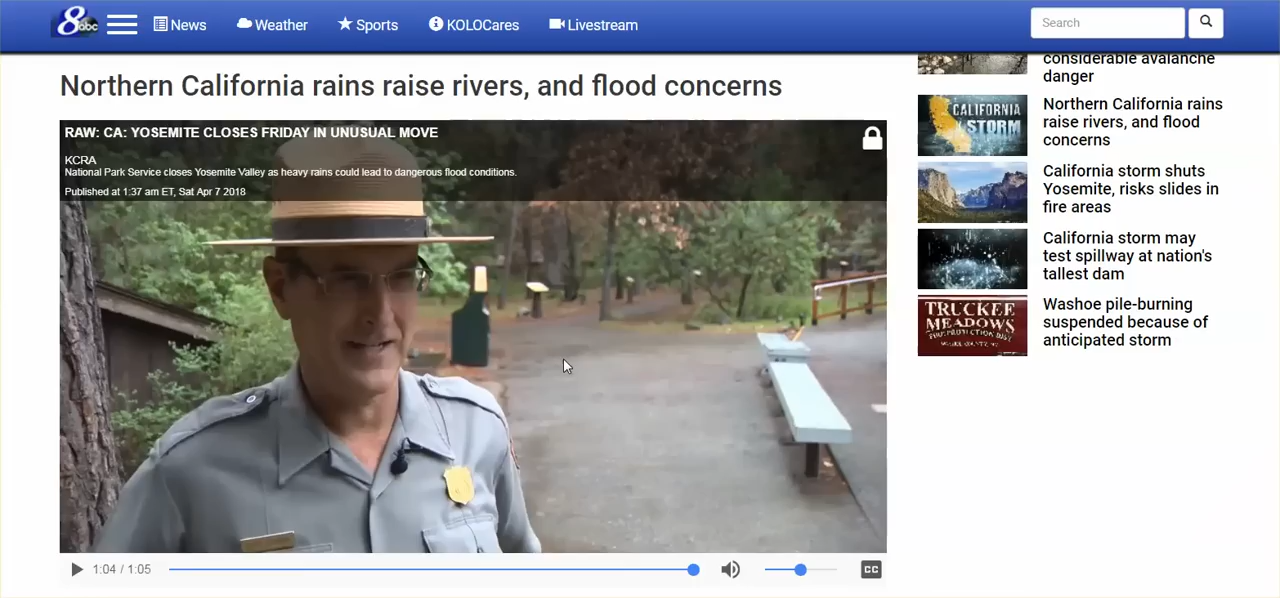 8abc
News
Weather
Sports
KOLOCares
Livestream
Search
Northern California rains raise rivers, and flood concerns
RAW: CA: YOSEMITE CLOSES FRIDAY IN UNUSUAL MOVE
KCRA
National Park Service closes Yosemite Valley as heavy rains could lead to dangerous flood conditions.
Published at 1:37 am ET, Sat Apr 7 2018
1:04 / 1:05
CC
considerable avalanche
danger
CALIFORNIA
STORM
Northern California rains
raise rivers, and flood
concerns
California storm shuts
Yosemite, risks slides in
fire areas
California storm may
test spillway at nation's
tallest dam
TRUCKEE
MEADOWS
Washoe pile-burning
suspended because of
anticipated storm